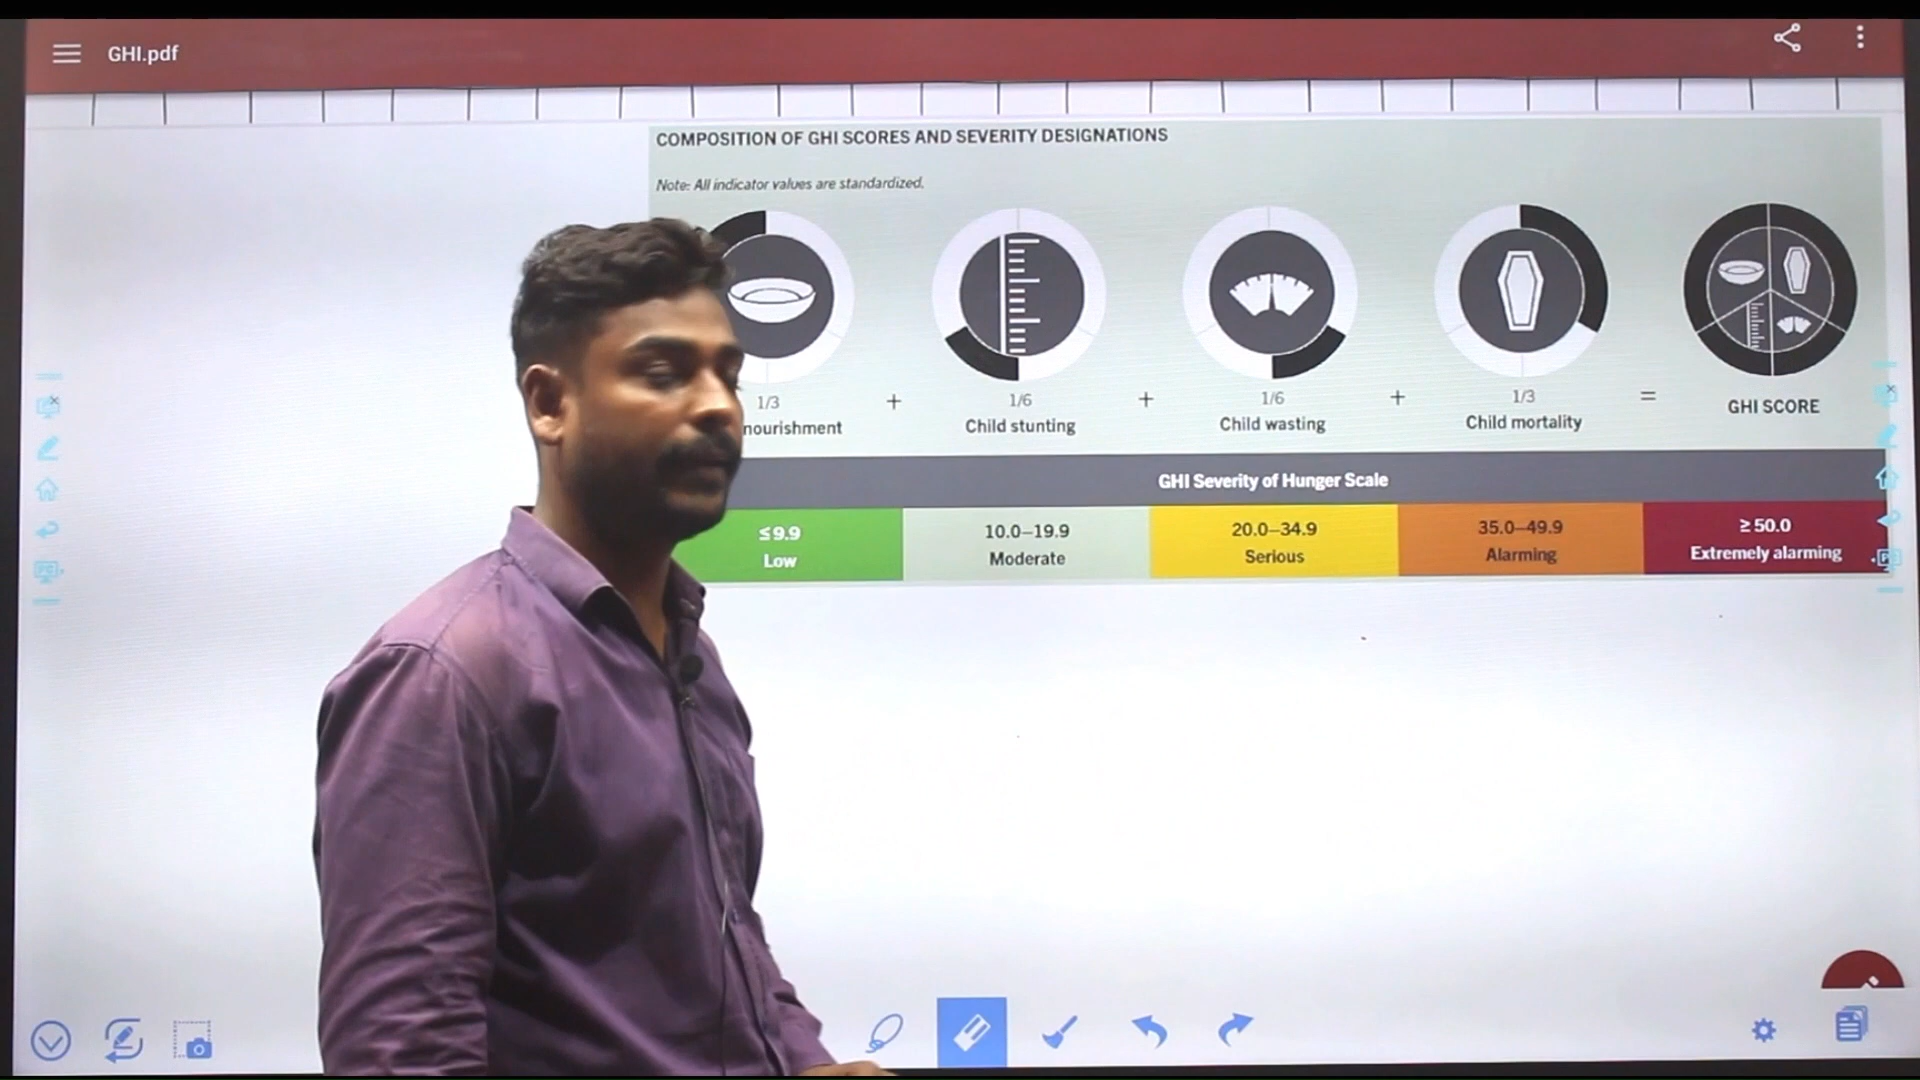 GHI.pdf
COMPOSITION OF GHI SCORES AND SEVERITY DESIGNATIONS
Note: All indicator values are standardized.
1/3 + 1/6 + 1/6 + 1/3 = GHI SCORE
nourishment Child stunting Child wasting Child mortality
GHI Severity of Hunger Scale
≤9.9 10.0–19.9 20.0–34.9 35.0–49.9 ≥50.0
Low Moderate Serious Alarming Extremely alarming